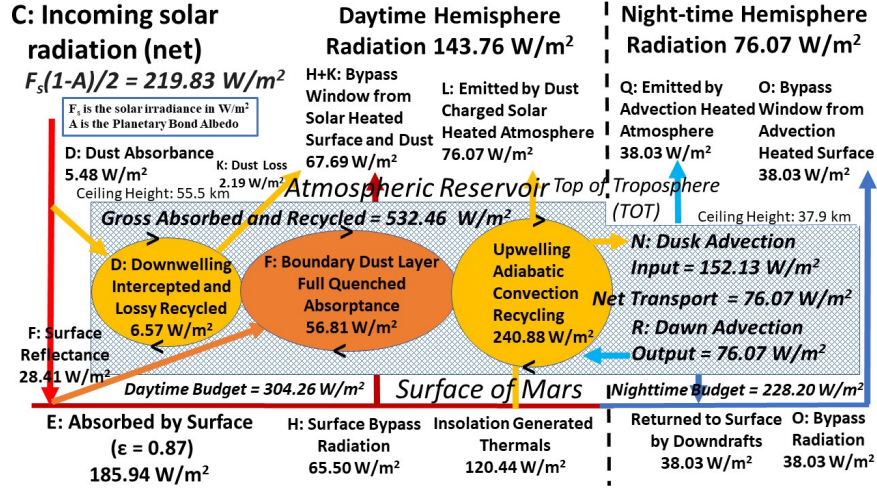 C: Incoming solar
radiation (net)
Fₛ(1-A)/2 = 219.83 W/m²
Fₛ is the solar irradiance in W/m²
A is the Planetary Bond Albedo
Daytime Hemisphere
Radiation 143.76 W/m²
Night-time Hemisphere
Radiation 76.07 W/m²
D: Dust Absorbance
5.48 W/m²
K: Dust Loss
2.19 W/m²
H+K: Bypass
Window from
Solar Heated
Surface and Dust
67.69 W/m²
L: Emitted by Dust
Charged Solar
Heated Atmosphere
76.07 W/m²
Q: Emitted by
Advection Heated
Atmosphere
38.03 W/m²
O: Bypass
Window from
Advection
Heated Surface
38.03 W/m²
Ceiling Height: 55.5 km
Atmospheric Reservoir
Top of Troposphere
(TOT)
Ceiling Height: 37.9 km
Gross Absorbed and Recycled = 532.46 W/m²
D: Downwelling
Intercepted and
Lossy Recycled
6.57 W/m²
F: Boundary Dust Layer
Full Quenched
Absorptance
56.81 W/m²
Upwelling
Adiabatic
Convection
Recycling
240.88 W/m²
N: Dusk Advection
Input = 152.13 W/m²
Net Transport = 76.07 W/m²
R: Dawn Advection
Output = 76.07 W/m²
F: Surface
Reflectance
28.41 W/m²
Daytime Budget = 304.26 W/m²
Surface of Mars
Nighttime Budget = 228.20 W/m²
E: Absorbed by Surface
(ε = 0.87)
185.94 W/m²
H: Surface Bypass
Radiation
65.50 W/m²
Insolation Generated
Thermals
120.44 W/m²
Returned to Surface
by Downdrafts
38.03 W/m²
O: Bypass
Radiation
38.03 W/m²